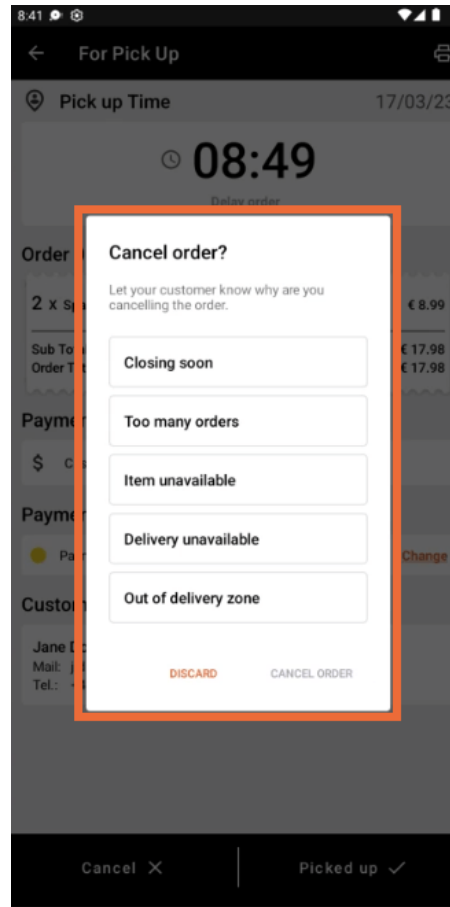 8:41
For Pick Up
Pick up Time 17/03/23
08:49
Delay order
Order
Cancel order?
Let your customer know why are you
cancelling the order.
2 x € 8.99
Sub € 17.98
Order € 17.98
Closing soon
Too many orders
Item unavailable
Delivery unavailable
Out of delivery zone
$
Change
Jane
Mail:
Tel.:
DISCARD CANCEL ORDER
Cancel Picked up